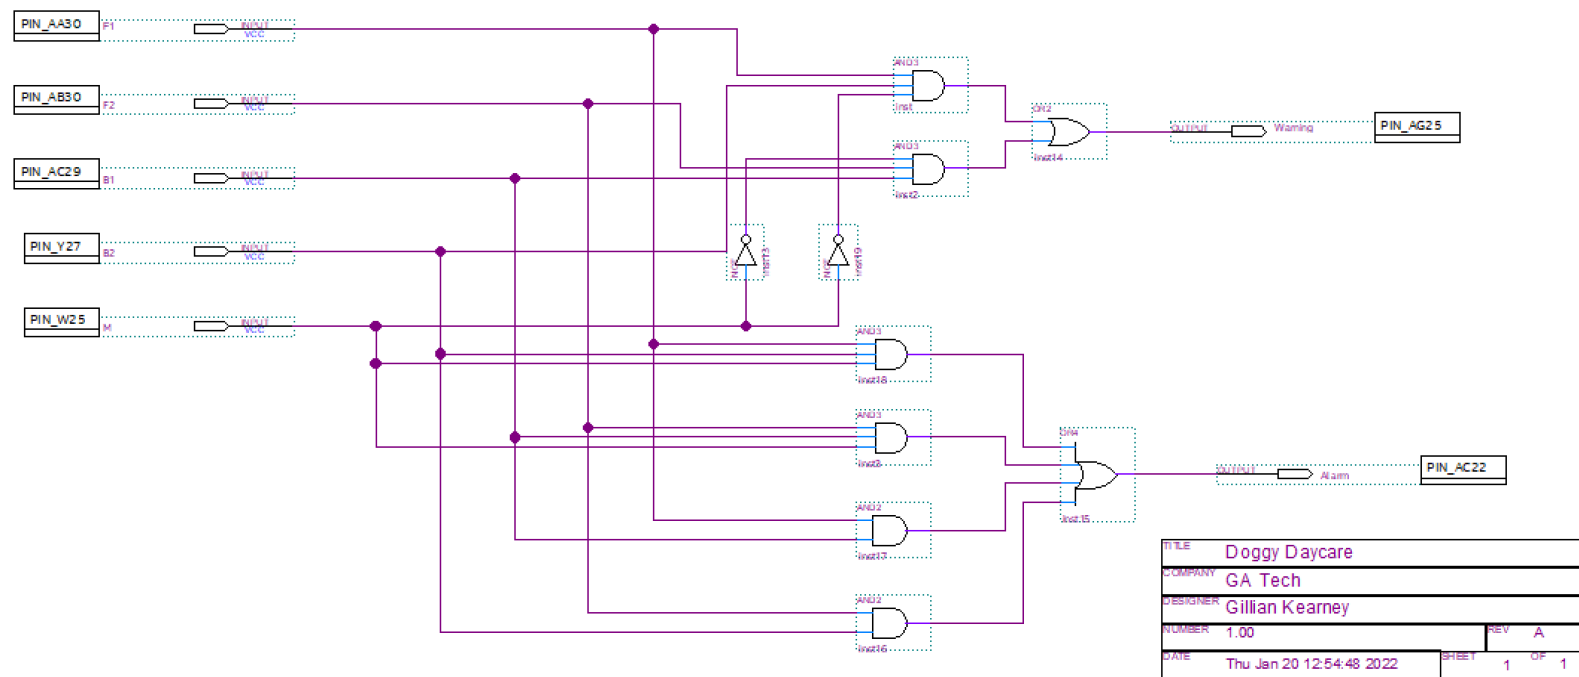 PIN_AA30 F1 INPUT VCC
PIN_AB30 F2 INPUT VCC
PIN_AC29 B1 INPUT VCC
PIN_Y27 B2 INPUT VCC
PIN_W25 M INPUT VCC
AND3
inst
AND3
inst2
OR2
inst14
OUTPUT Warning PIN_AG25
NOT inst13
NOT inst19
AND3
inst18
AND3
AND2
inst17
AND2
inst16
OR4
inst15
OUTPUT Alarm PIN_AC22
TITLE Doggy Daycare
COMPANY GA Tech
DESIGNER Gillian Kearney
NUMBER 1.00 REV A
DATE Thu Jan 20 12:54:48 2022 SHEET 1 OF 1